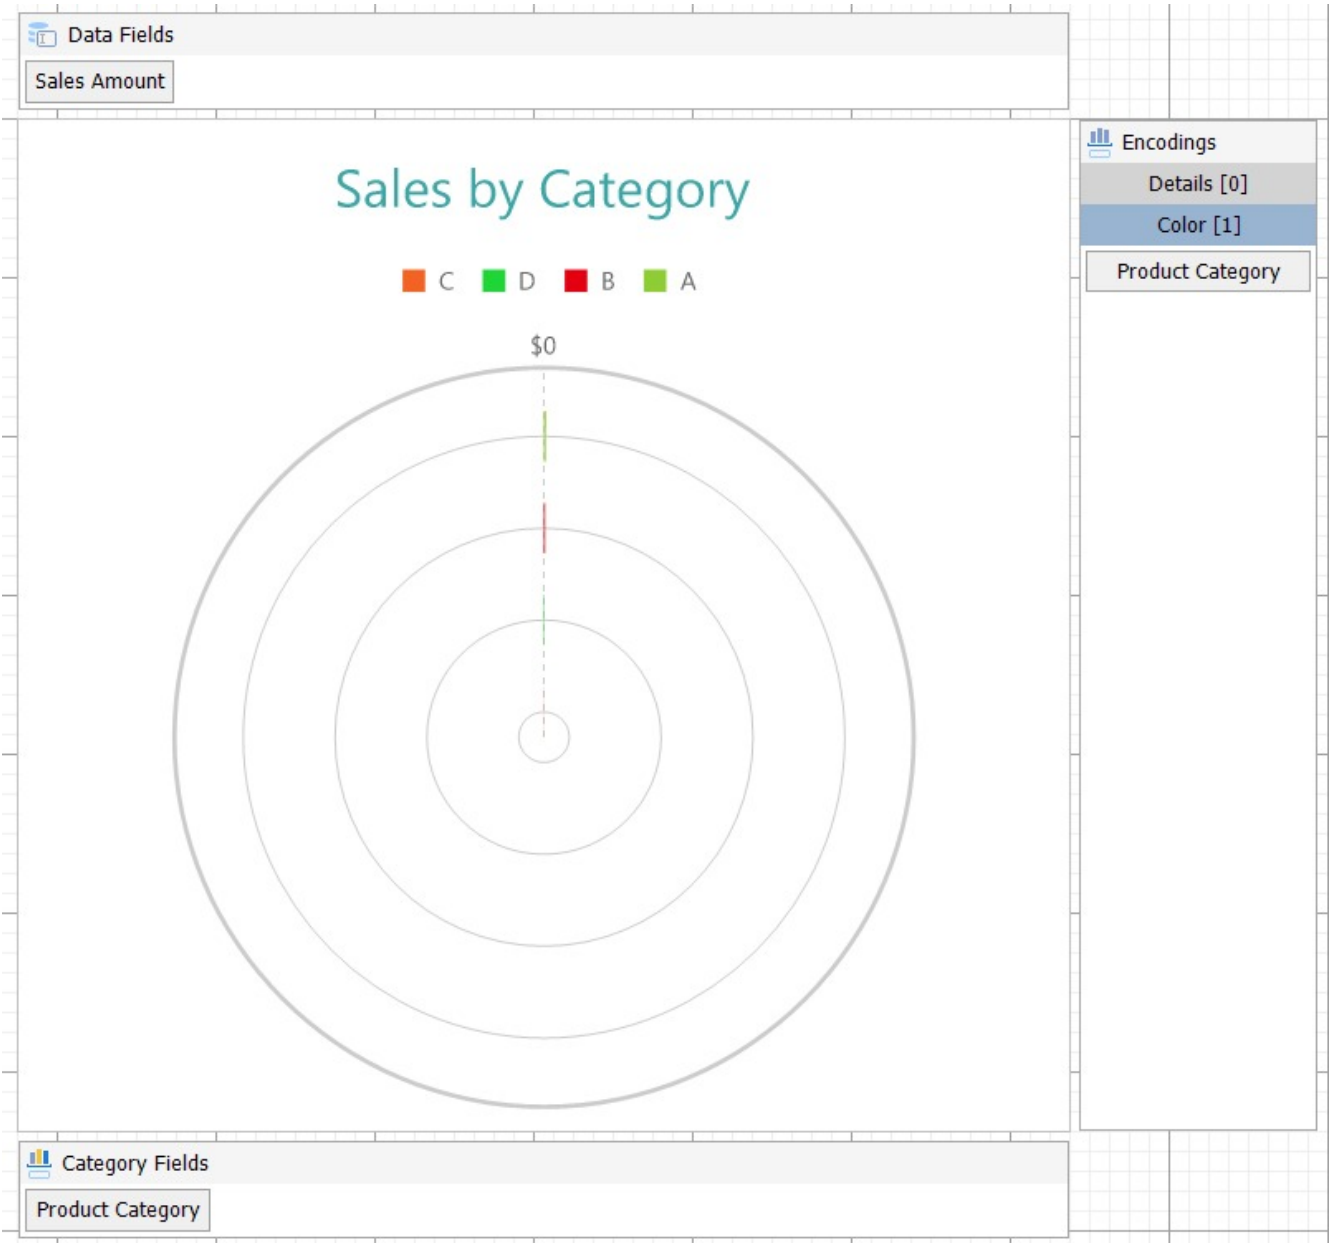 Data Fields
Sales Amount
Encodings
Details [0]
Color [1]
Product Category
Sales by Category
C D B A
$0
Category Fields
Product Category